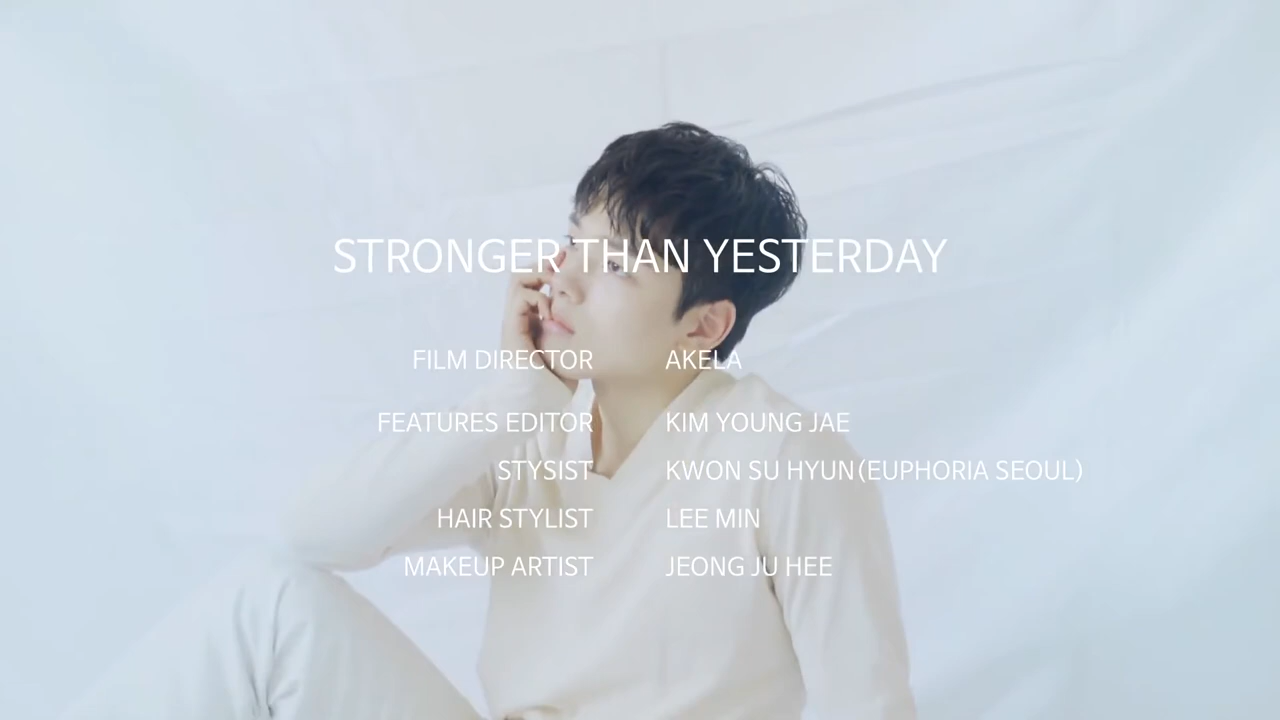 STRONGER THAN YESTERDAY
FILM DIRECTOR AKELA
FEATURES EDITOR KIM YOUNG JAE
STYSIST KWON SU HYUN(EUPHORIA SEOUL)
HAIR STYLIST LEE MIN
MAKEUP ARTIST JEONG JU HEE